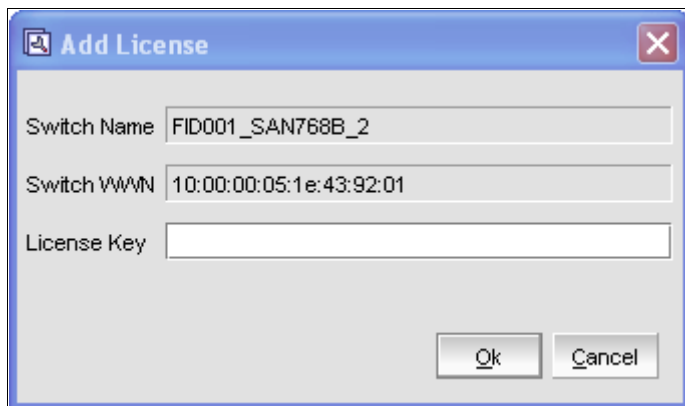 Add License
Switch Name FID001_SAN768B_2
Switch WWN 10:00:00:05:1e:43:92:01
License Key
Ok Cancel